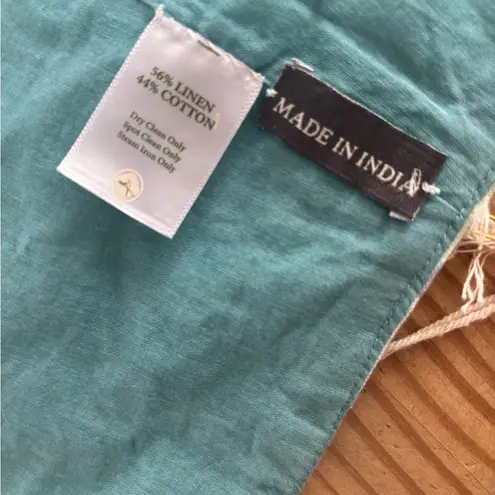 56% LINEN
44% COTTON
Dry Clean Only
Spot Clean Only
Steam Iron Only
MADE IN INDIA